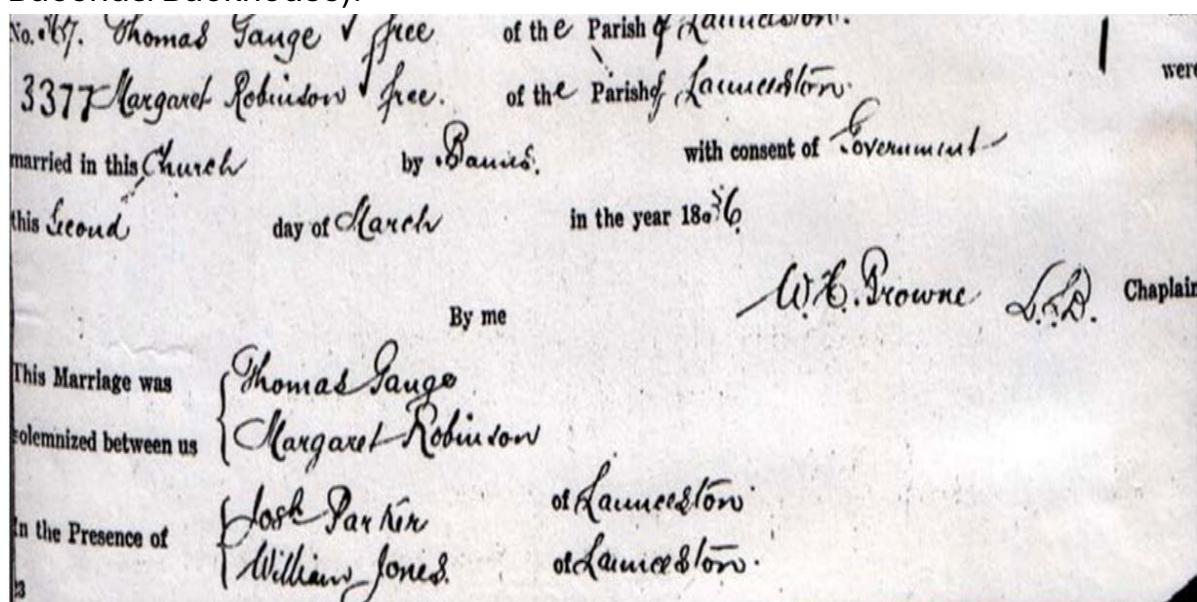 No. 87. Thomas Gauge free of the Parish of Launceston.
3377 Margaret Robinson free. of the Parish of Launceston. were
married in this Church by Banns. with consent of Government
this Second day of March in the year 1836
W. H. Browne L.L.D. Chaplain
By me
This Marriage was Thomas Gauge
solemnized between us Margaret Robinson
In the Presence of Josh Parker of Launceston
William Jones. of Launceston.